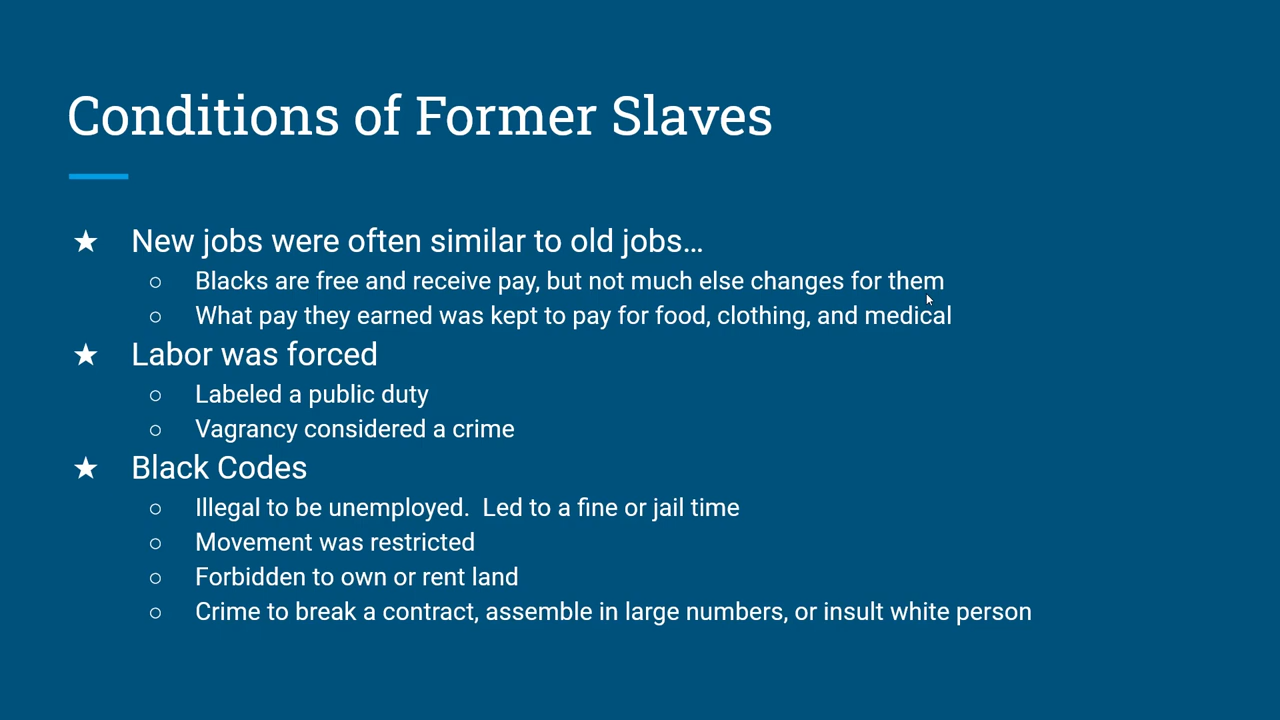 Conditions of Former Slaves
★ New jobs were often similar to old jobs…
○ Blacks are free and receive pay, but not much else changes for them
○ What pay they earned was kept to pay for food, clothing, and medical
★ Labor was forced
○ Labeled a public duty
○ Vagrancy considered a crime
★ Black Codes
○ Illegal to be unemployed.  Led to a fine or jail time
○ Movement was restricted
○ Forbidden to own or rent land
○ Crime to break a contract, assemble in large numbers, or insult white person